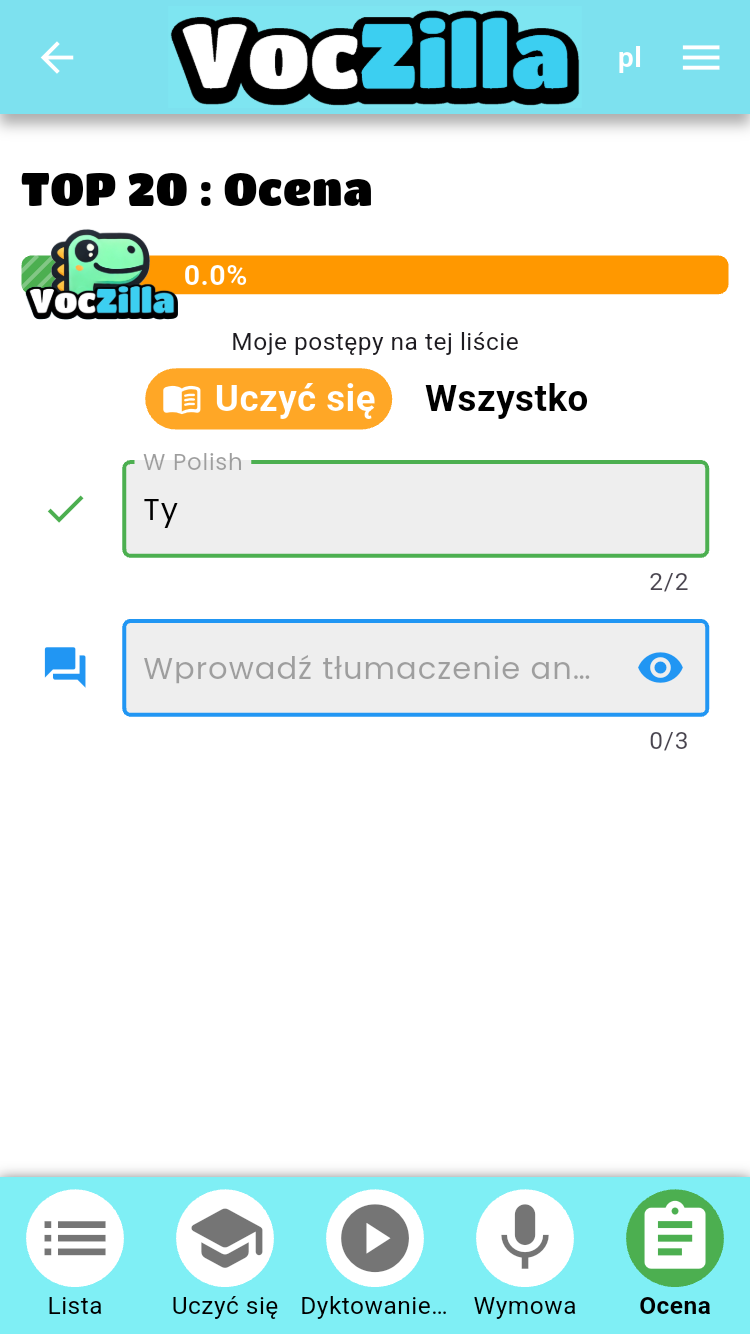 VocZilla
pl
TOP 20 : Ocena
VocZilla
0.0%
Moje postępy na tej liście
Uczyć się
Wszystko
W Polish
Ty
2/2
Wprowadź tłumaczenie an...
0/3
Lista
Uczyć się
Dyktowanie...
Wymowa
Ocena